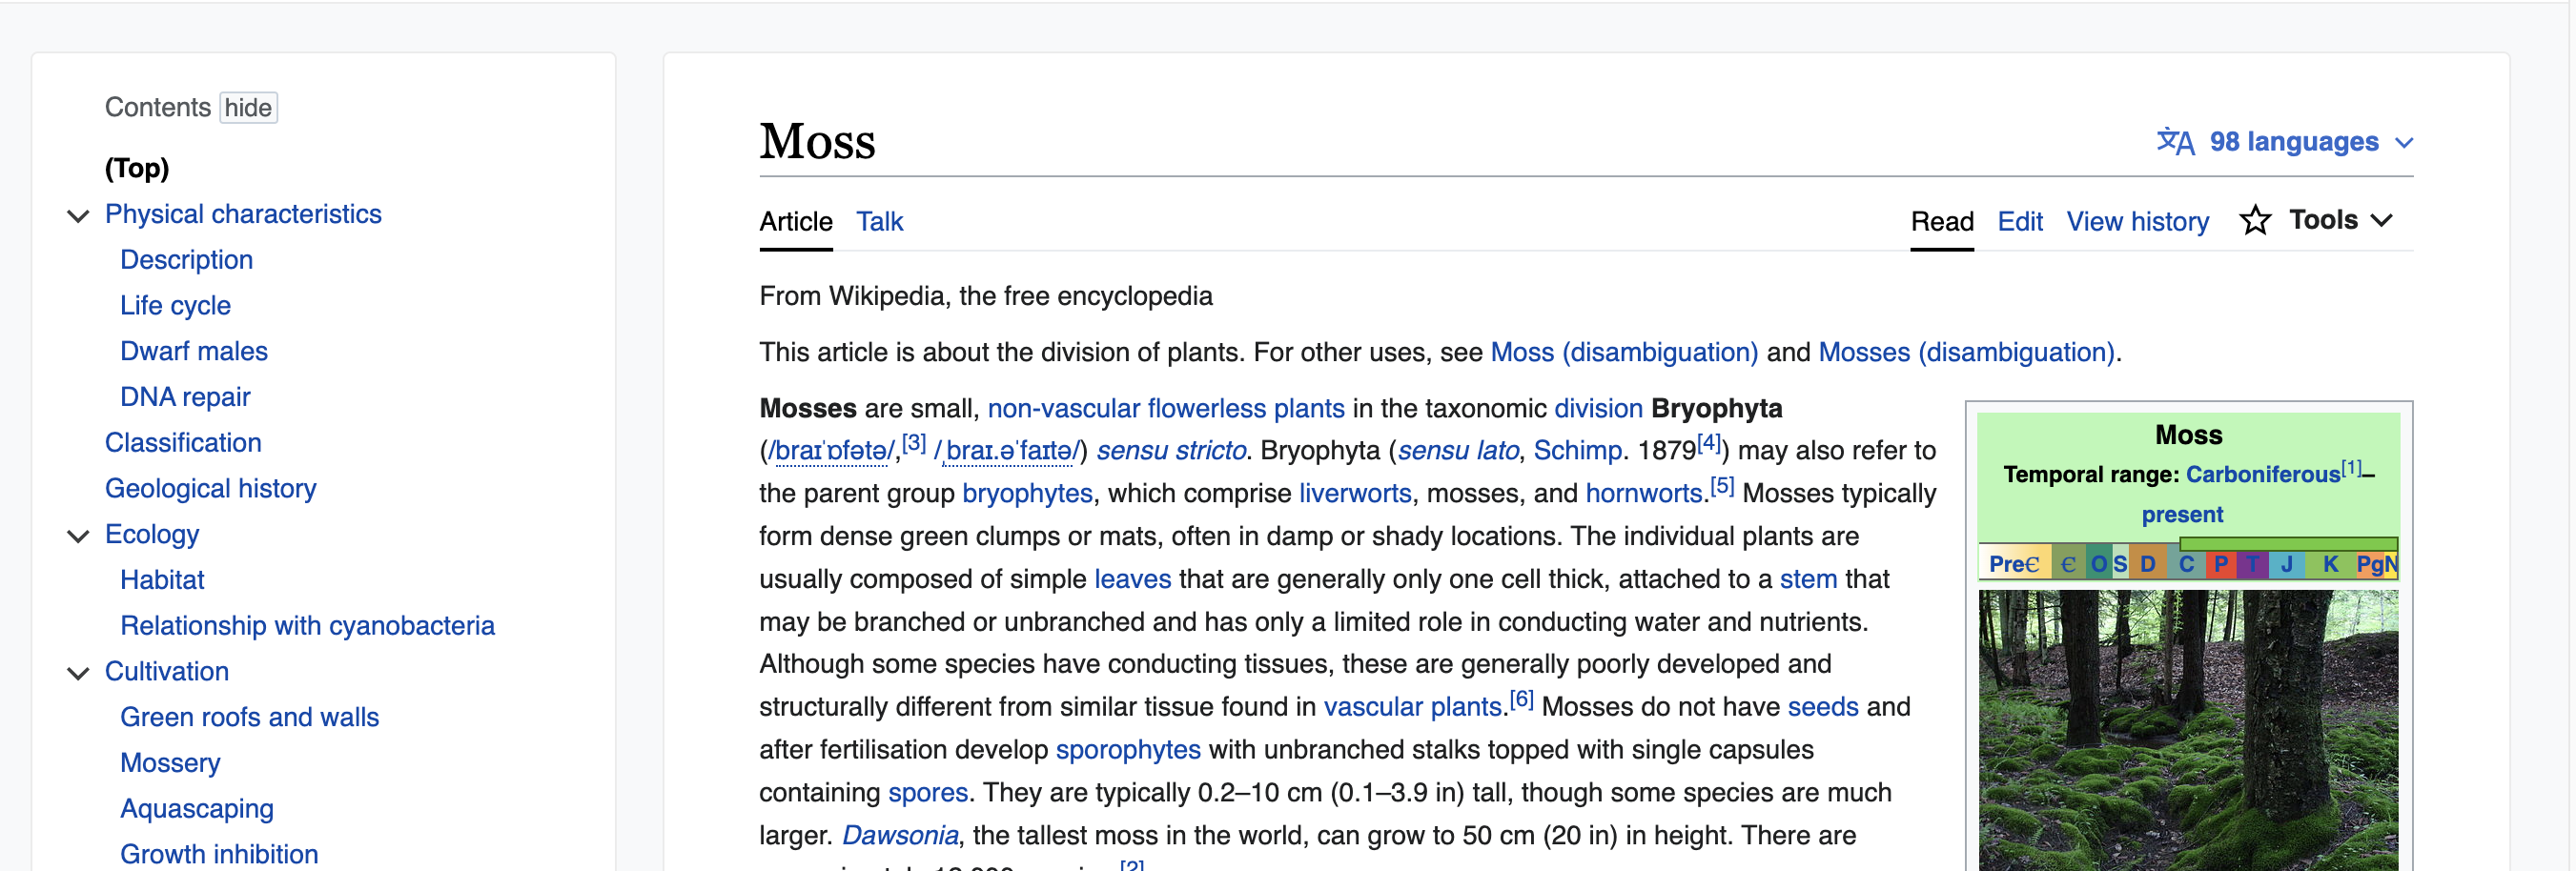 Contents hide
(Top)
Physical characteristics
Description
Life cycle
Dwarf males
DNA repair
Classification
Geological history
Ecology
Habitat
Relationship with cyanobacteria
Cultivation
Green roofs and walls
Mossery
Aquascaping
Growth inhibition
Moss
98 languages
Article Talk
Read Edit View history Tools
From Wikipedia, the free encyclopedia
This article is about the division of plants. For other uses, see Moss (disambiguation) and Mosses (disambiguation).
Mosses are small, non-vascular flowerless plants in the taxonomic division Bryophyta
(/braɪˈɒfətə/,[3] /ˌbraɪ.əˈfaɪtə/) sensu stricto. Bryophyta (sensu lato, Schimp. 1879[4]) may also refer to
the parent group bryophytes, which comprise liverworts, mosses, and hornworts.[5] Mosses typically
form dense green clumps or mats, often in damp or shady locations. The individual plants are
usually composed of simple leaves that are generally only one cell thick, attached to a stem that
may be branched or unbranched and has only a limited role in conducting water and nutrients.
Although some species have conducting tissues, these are generally poorly developed and
structurally different from similar tissue found in vascular plants.[6] Mosses do not have seeds and
after fertilisation develop sporophytes with unbranched stalks topped with single capsules
containing spores. They are typically 0.2–10 cm (0.1–3.9 in) tall, though some species are much
larger. Dawsonia, the tallest moss in the world, can grow to 50 cm (20 in) in height. There are
Moss
Temporal range: Carboniferous[1]–
present
PreꞒ Ꞓ O S D C P T J K Pg N